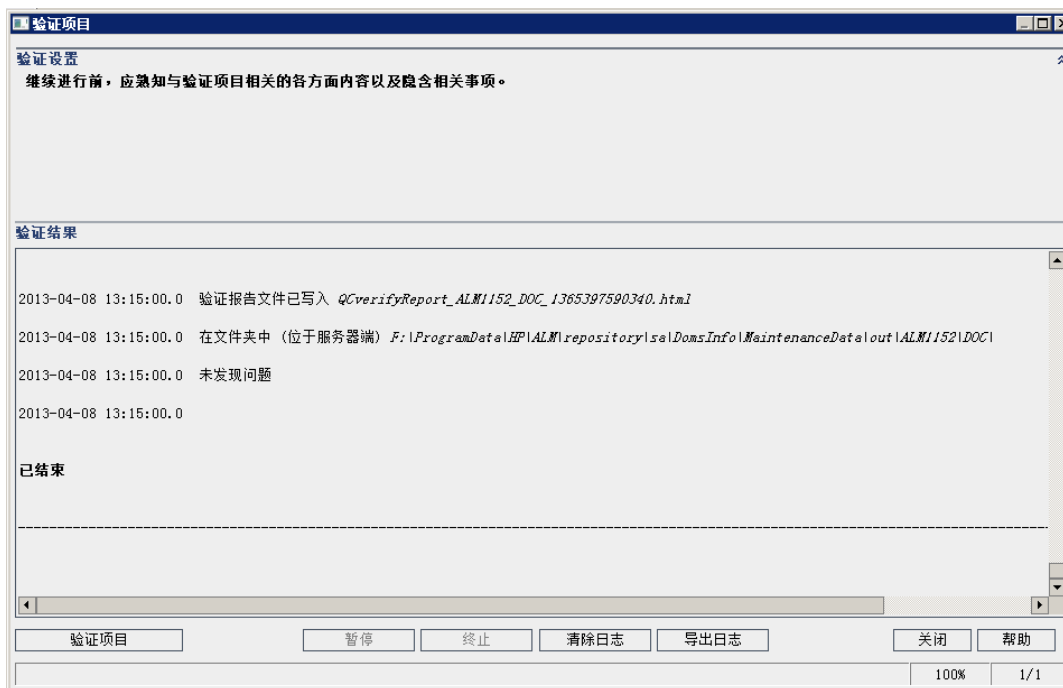 验证项目
验证设置
继续进行前，应熟知与验证项目相关的各方面内容以及隐含相关事项。
验证结果
2013-04-08 13:15:00.0 验证报告文件已写入 QCverifyReport_ALM1152_DOC_1365397590340.html
2013-04-08 13:15:00.0 在文件夹中 (位于服务器端) F:\ProgramData\HP\ALM\repository\sa\DomsInfo\MaintenanceData\out\ALM1152\DOC\
2013-04-08 13:15:00.0 未发现问题
2013-04-08 13:15:00.0
已结束
验证项目 暂停 终止 清除日志 导出日志 关闭 帮助
100% 1/1